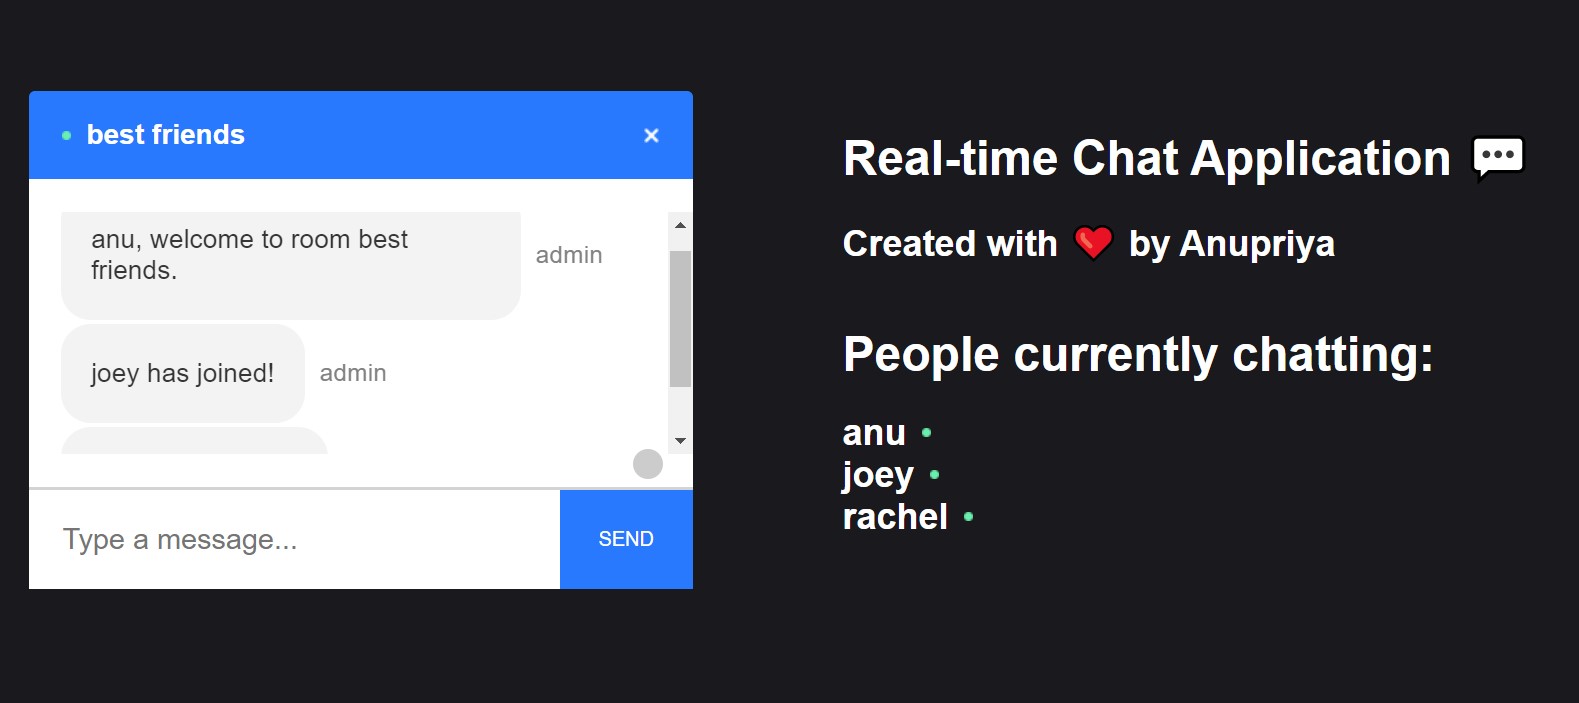 best friends
anu, welcome to room best
friends.
admin
joey has joined!
admin
Type a message...
SEND
Real-time Chat Application 💬
Created with ❤️ by Anupriya
People currently chatting:
anu
joey
rachel